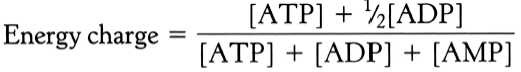 Energy charge = [ATP] + ½[ADP]
[ATP] + [ADP] + [AMP]